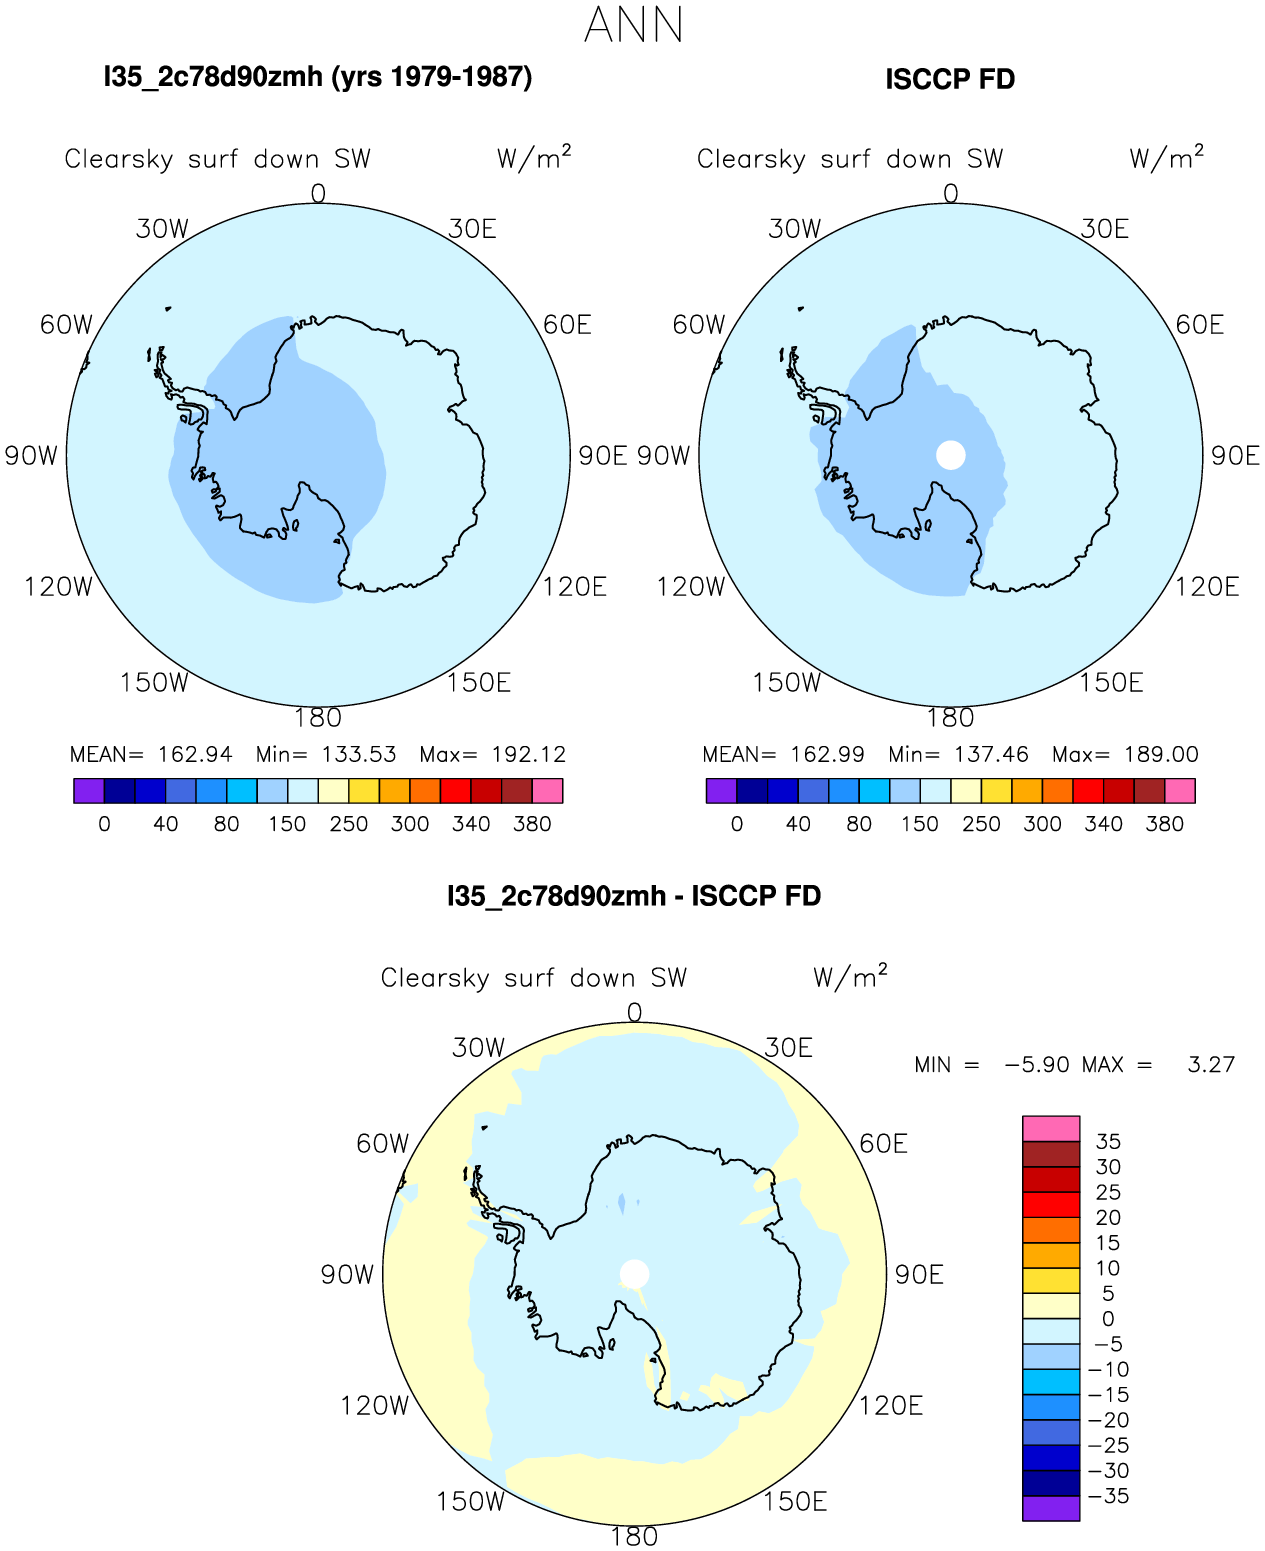 ANN
I35_2c78d90zmh (yrs 1979-1987)
ISCCP FD
Clearsky surf down SW W/m²
Clearsky surf down SW W/m²
0
30W 30E
60W 60E
90W 90E
120W 120E
150W 150E
180
0
30W 30E
60W 60E
90W 90E
120W 120E
150W 150E
180
MEAN= 162.94 Min= 133.53 Max= 192.12
0 40 80 150 250 300 340 380
MEAN= 162.99 Min= 137.46 Max= 189.00
0 40 80 150 250 300 340 380
I35_2c78d90zmh - ISCCP FD
Clearsky surf down SW W/m²
0
30W 30E
60W 60E
90W 90E
120W 120E
150W 150E
180
MIN = -5.90 MAX = 3.27
35
30
25
20
15
10
5
0
-5
-10
-15
-20
-25
-30
-35